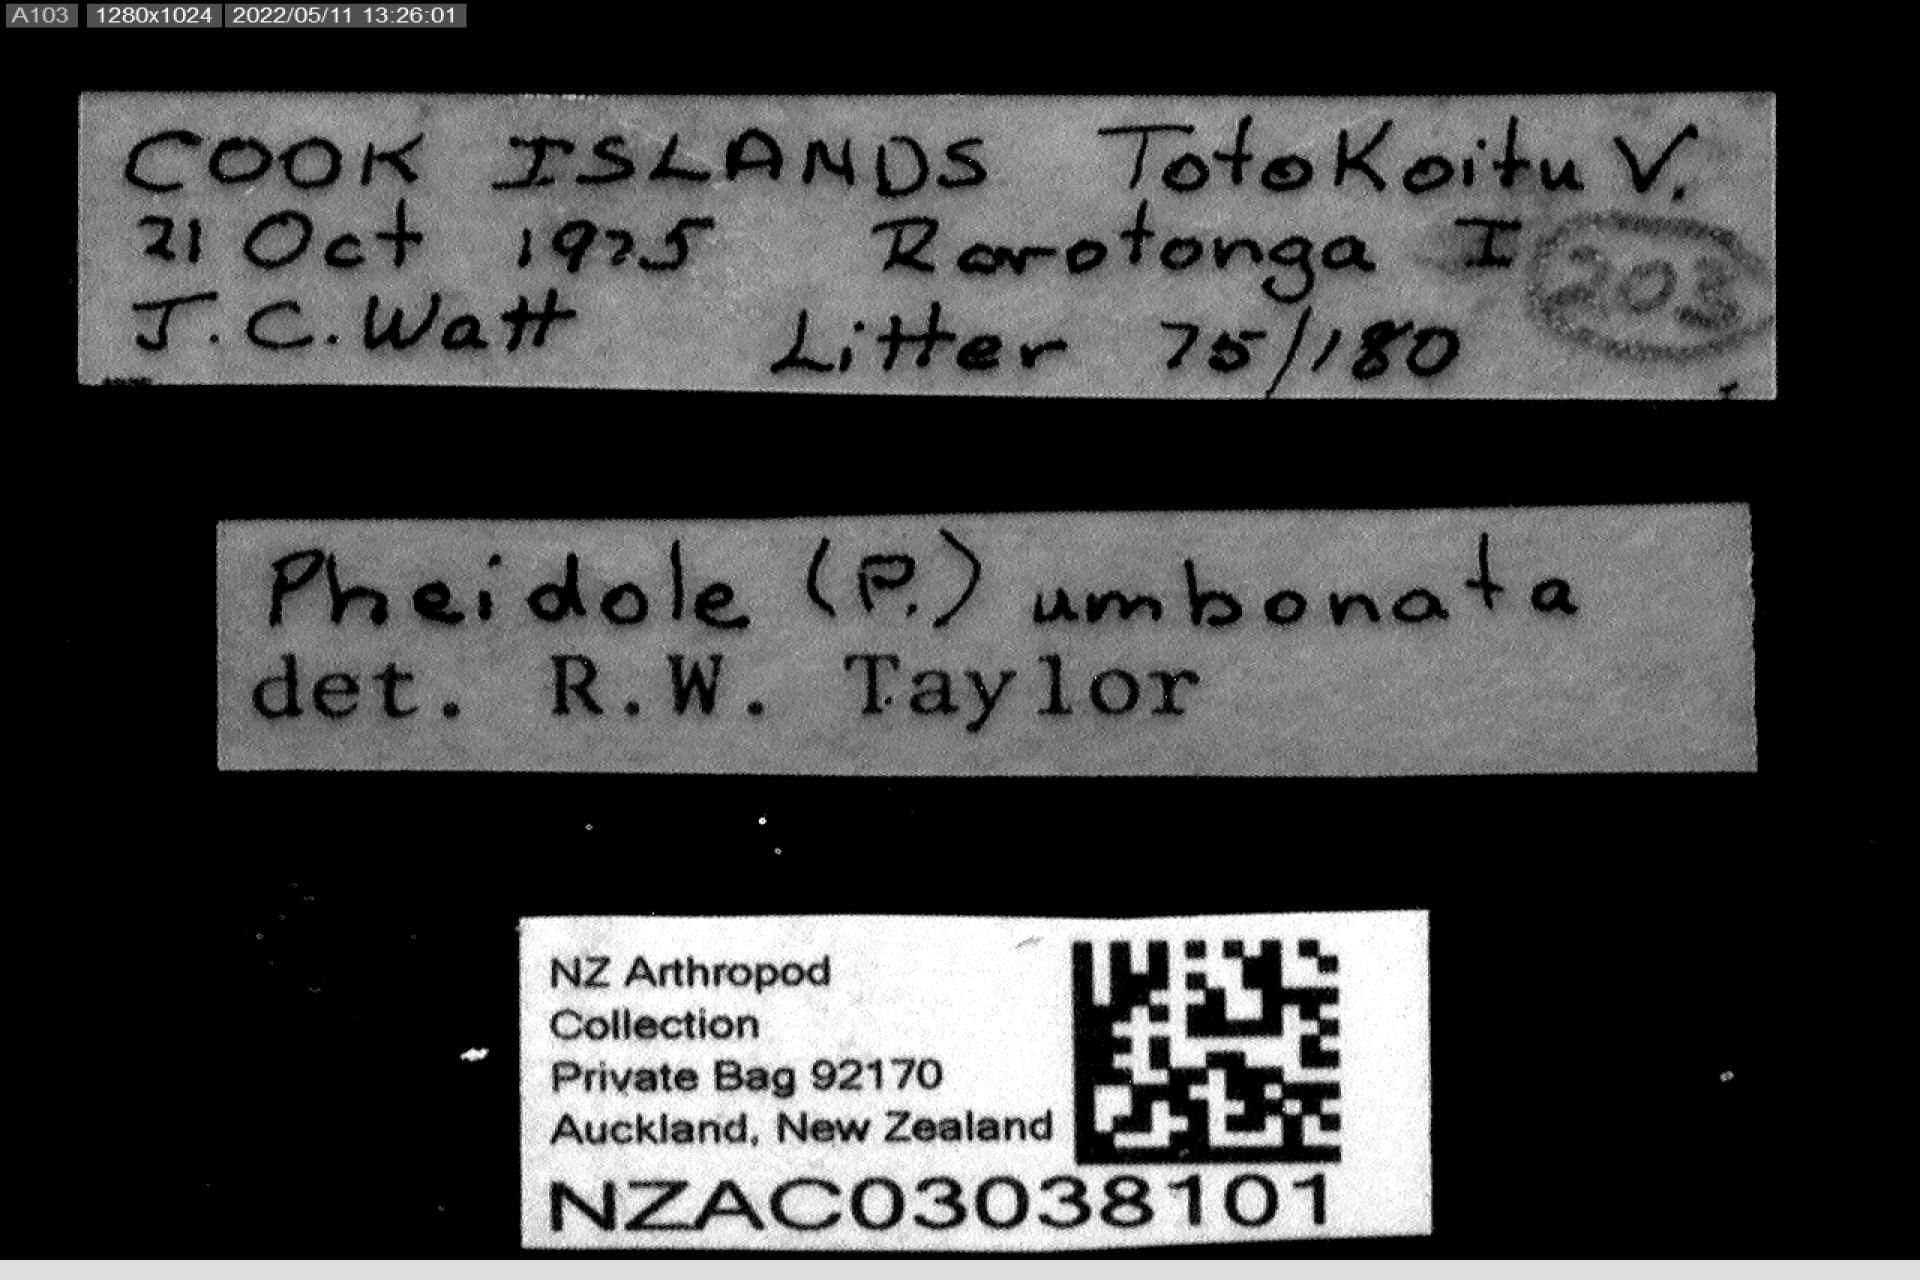 A103 1280x1024 2022/05/11 13:26:01
COOK ISLANDS TotoKoitu V.
21 Oct 1975 Rarotonga I
203
J.C. Watt Litter 75/180
Pheidole (P.) umbonata
det. R.W. Taylor
NZ Arthropod
Collection
Private Bag 92170
Auckland, New Zealand
NZAC03038101